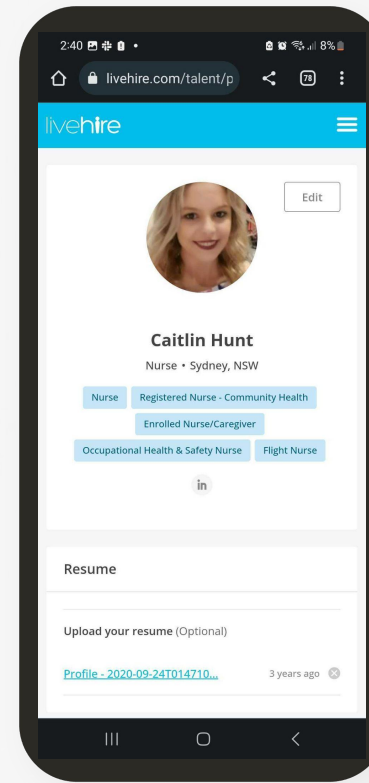 2:40
8%
livehire.com/talent/p
78
livehire
Edit
Caitlin Hunt
Nurse • Sydney, NSW
Nurse
Registered Nurse - Community Health
Enrolled Nurse/Caregiver
Occupational Health & Safety Nurse
Flight Nurse
in
Resume
Upload your resume (Optional)
Profile - 2020-09-24T014710...
3 years ago